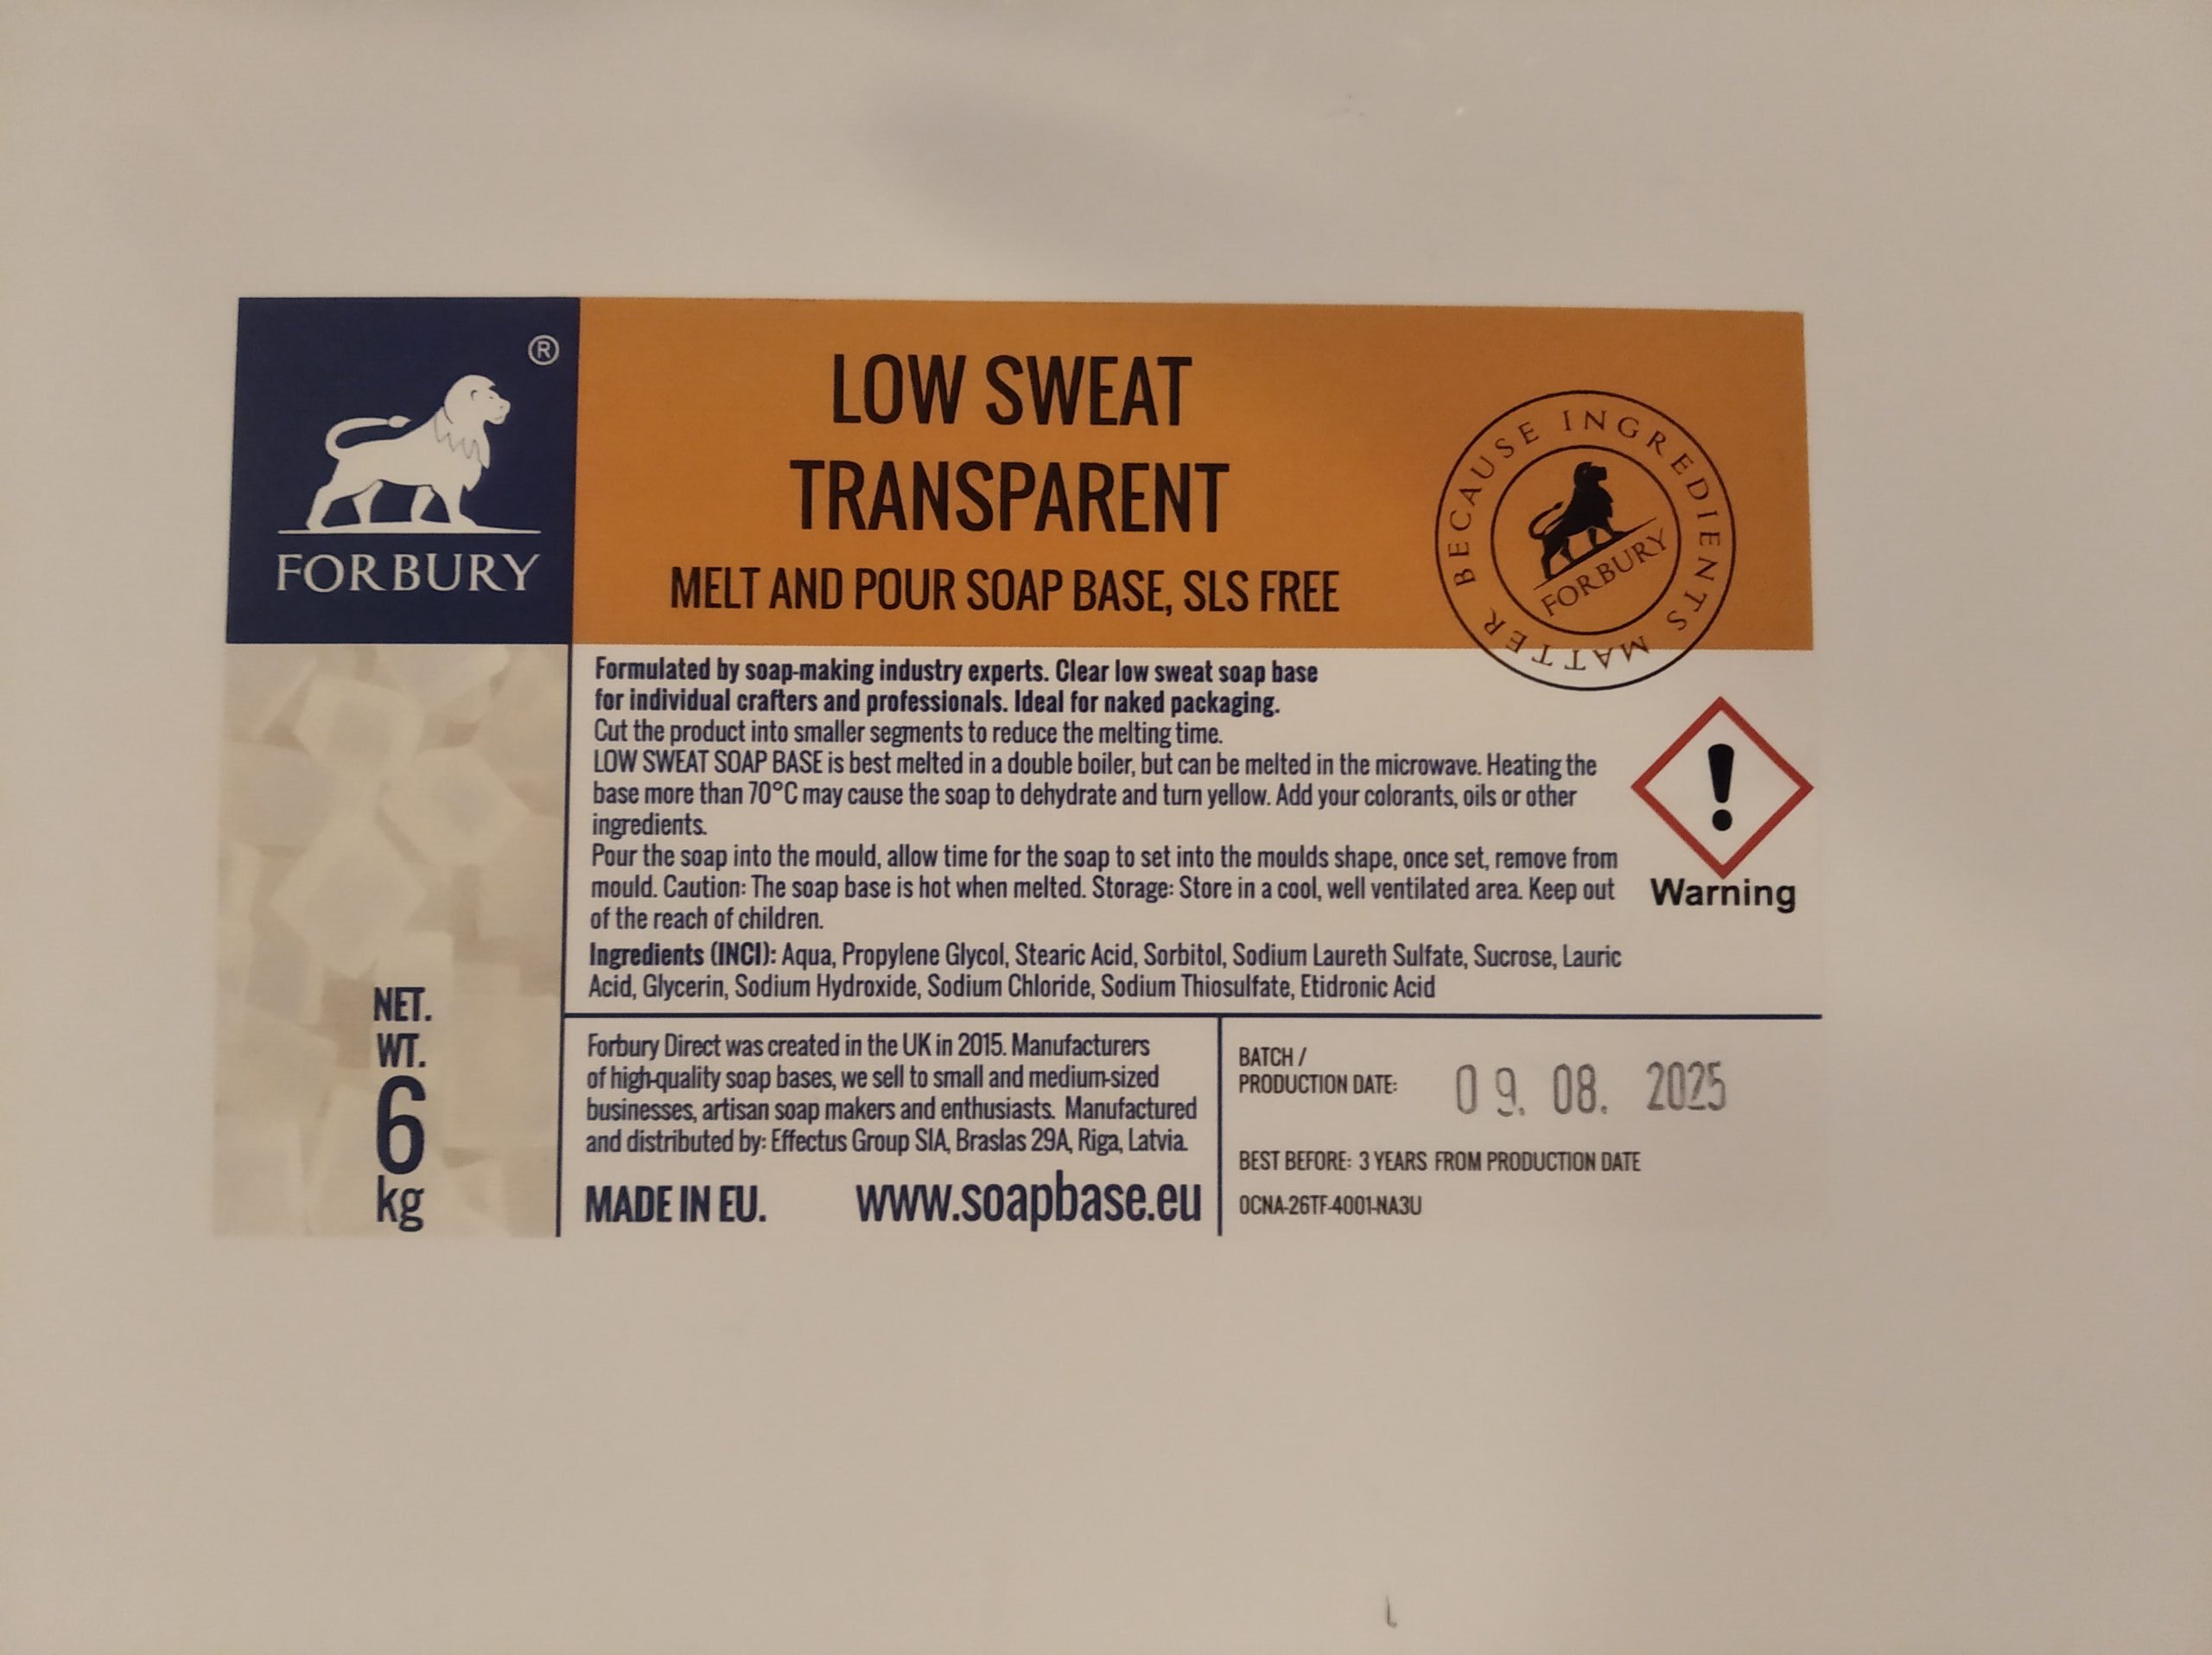 ®
FORBURY
LOW SWEAT
TRANSPARENT
MELT AND POUR SOAP BASE, SLS FREE
BECAUSE INGREDIENTS MATTER
FORBURY
Formulated by soap-making industry experts. Clear low sweat soap base
for individual crafters and professionals. Ideal for naked packaging.
Cut the product into smaller segments to reduce the melting time.
LOW SWEAT SOAP BASE is best melted in a double boiler, but can be melted in the microwave. Heating the
base more than 70°C may cause the soap to dehydrate and turn yellow. Add your colorants, oils or other
ingredients.
Pour the soap into the mould, allow time for the soap to set into the moulds shape, once set, remove from
mould. Caution: The soap base is hot when melted. Storage: Store in a cool, well ventilated area. Keep out
of the reach of children.
Warning
Ingredients (INCI): Aqua, Propylene Glycol, Stearic Acid, Sorbitol, Sodium Laureth Sulfate, Sucrose, Lauric
Acid, Glycerin, Sodium Hydroxide, Sodium Chloride, Sodium Thiosulfate, Etidronic Acid
NET.
WT.
6
kg
Forbury Direct was created in the UK in 2015. Manufacturers
of high-quality soap bases, we sell to small and medium-sized
businesses, artisan soap makers and enthusiasts. Manufactured
and distributed by: Effectus Group SIA, Braslas 29A, Riga, Latvia.
MADE IN EU. www.soapbase.eu
BATCH /
PRODUCTION DATE: 09. 08. 2025
BEST BEFORE: 3 YEARS FROM PRODUCTION DATE
0CNA-26TF-4001-NA3U